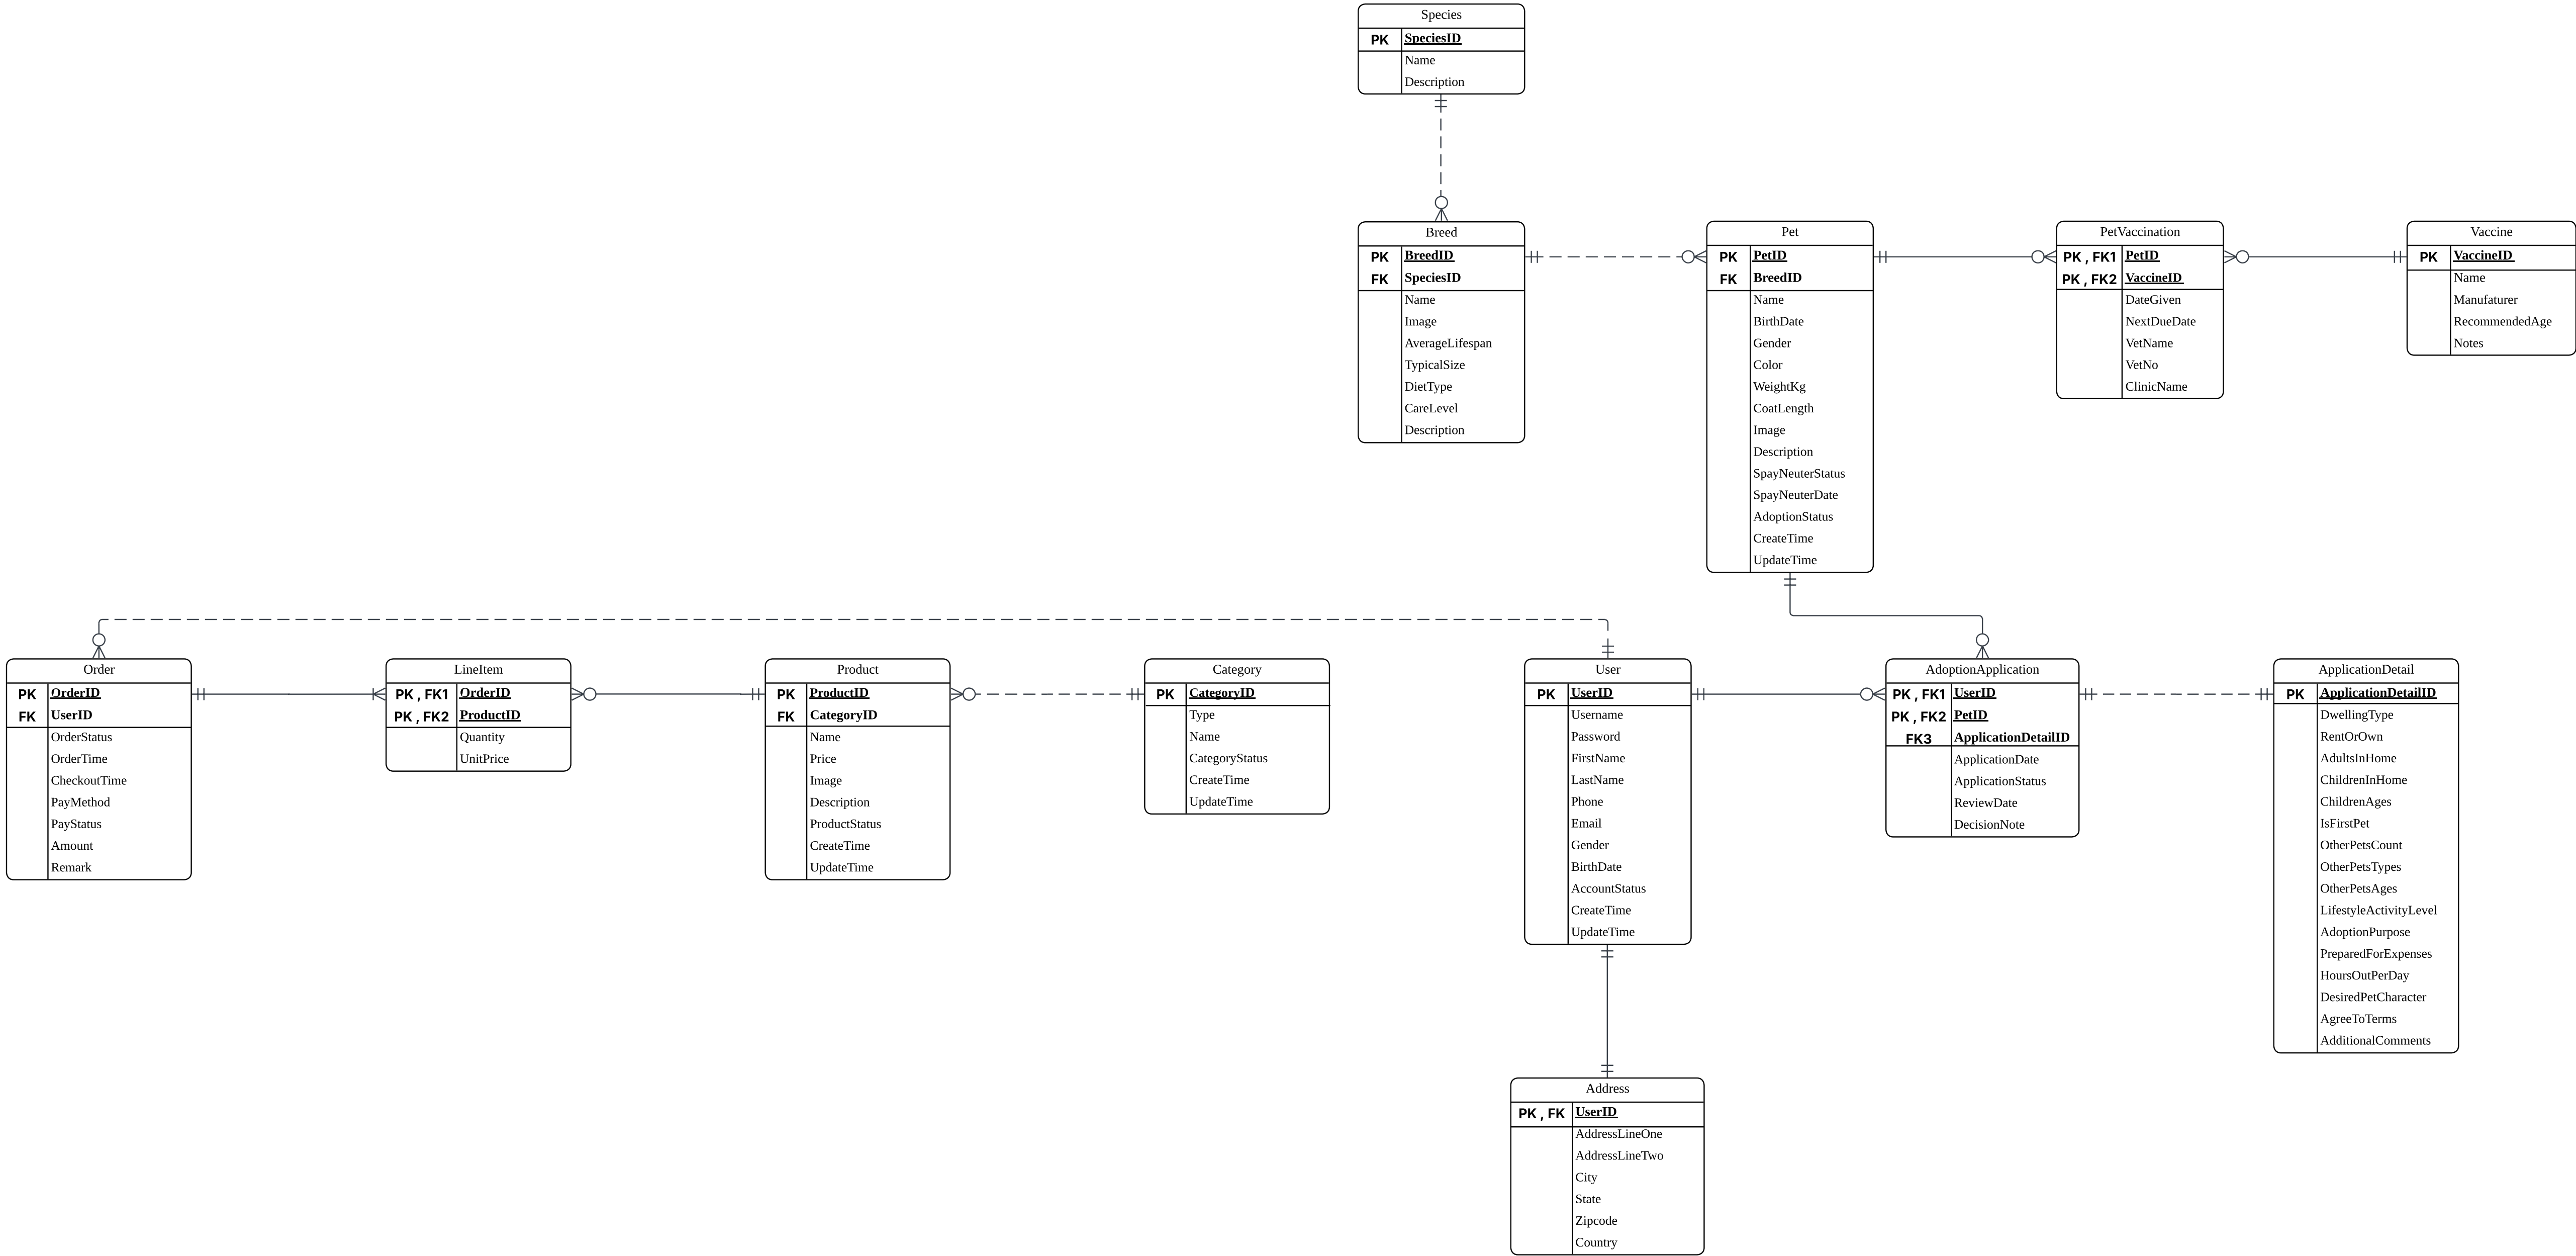 Species
PK SpeciesID
Name
Description
Breed
PK BreedID
FK SpeciesID
Name
Image
AverageLifespan
TypicalSize
DietType
CareLevel
Description
Pet
PK PetID
FK BreedID
Name
BirthDate
Gender
Color
WeightKg
CoatLength
Image
Description
SpayNeuterStatus
SpayNeuterDate
AdoptionStatus
CreateTime
UpdateTime
PetVaccination
PK , FK1 PetID
PK , FK2 VaccineID
DateGiven
NextDueDate
VetName
VetNo
ClinicName
Vaccine
PK VaccineID
Name
Manufaturer
RecommendedAge
Notes
Order
PK OrderID
FK UserID
OrderStatus
OrderTime
CheckoutTime
PayMethod
PayStatus
Amount
Remark
LineItem
PK , FK1 OrderID
PK , FK2 ProductID
Quantity
UnitPrice
Product
PK ProductID
FK CategoryID
Name
Price
Image
Description
ProductStatus
CreateTime
UpdateTime
Category
PK CategoryID
Type
Name
CategoryStatus
CreateTime
UpdateTime
User
PK UserID
Username
Password
FirstName
LastName
Phone
Email
Gender
BirthDate
AccountStatus
CreateTime
UpdateTime
AdoptionApplication
PK , FK1 UserID
PK , FK2 PetID
FK3 ApplicationDetailID
ApplicationDate
ApplicationStatus
ReviewDate
DecisionNote
ApplicationDetail
PK ApplicationDetailID
DwellingType
RentOrOwn
AdultsInHome
ChildrenInHome
ChildrenAges
IsFirstPet
OtherPetsCount
OtherPetsTypes
OtherPetsAges
LifestyleActivityLevel
AdoptionPurpose
PreparedForExpenses
HoursOutPerDay
DesiredPetCharacter
AgreeToTerms
AdditionalComments
Address
PK , FK UserID
AddressLineOne
AddressLineTwo
City
State
Zipcode
Country